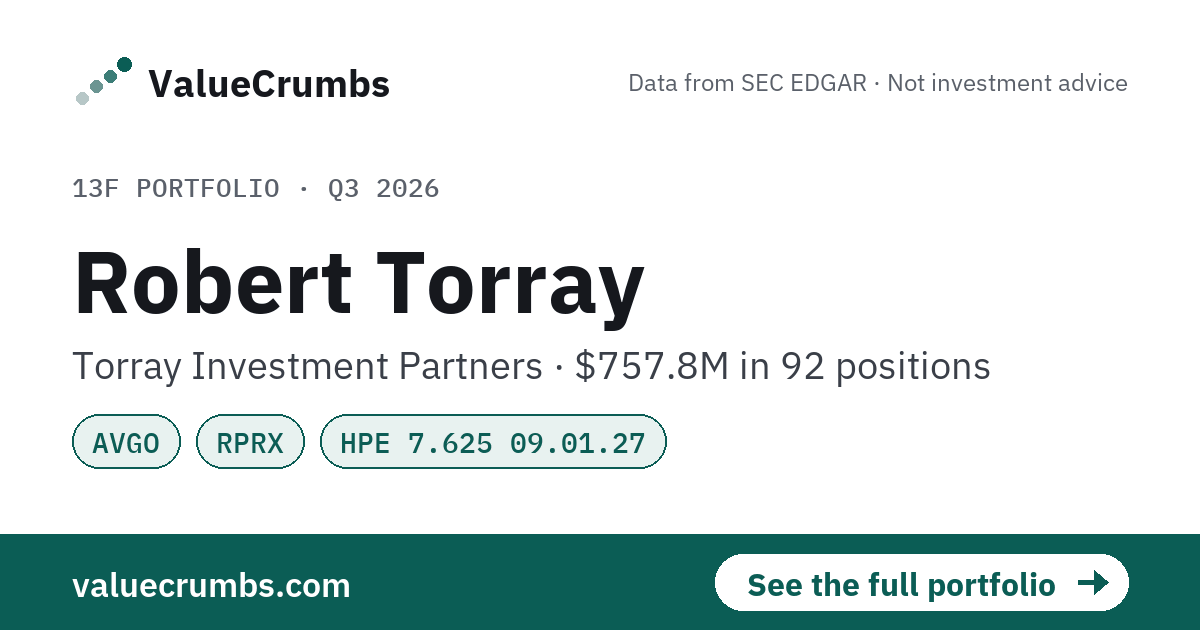 ValueCrumbs
Data from SEC EDGAR · Not investment advice
13F PORTFOLIO · Q3 2026
Robert Torray
Torray Investment Partners · $757.8M in 92 positions
AVGO RPRX HPE 7.625 09.01.27
valuecrumbs.com
See the full portfolio →